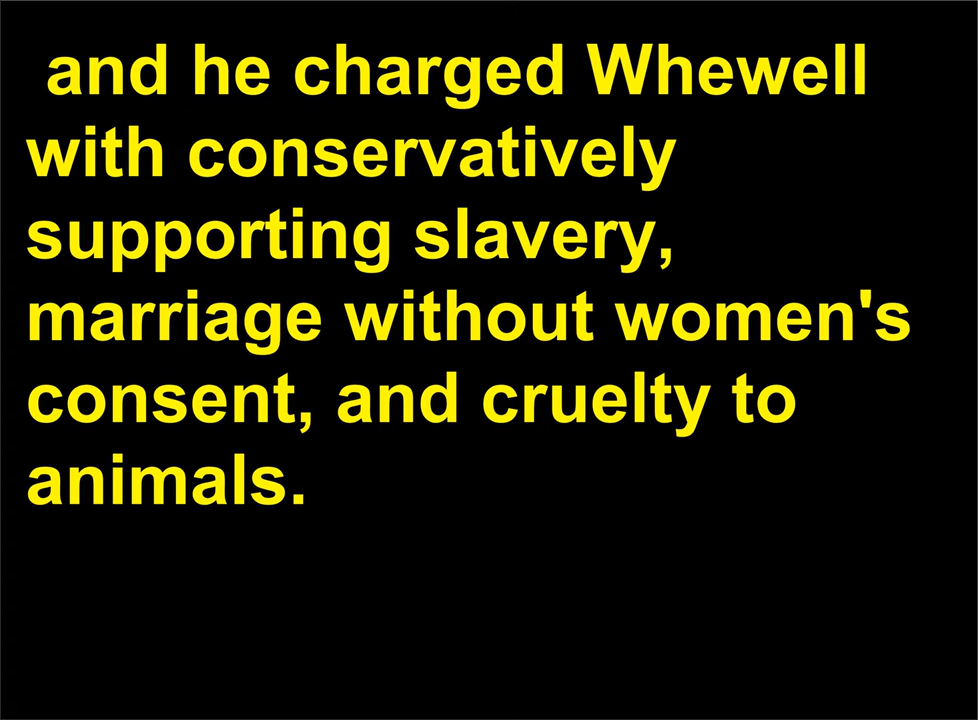 and he charged Whewell
with conservatively
supporting slavery,
marriage without women's
consent, and cruelty to
animals.